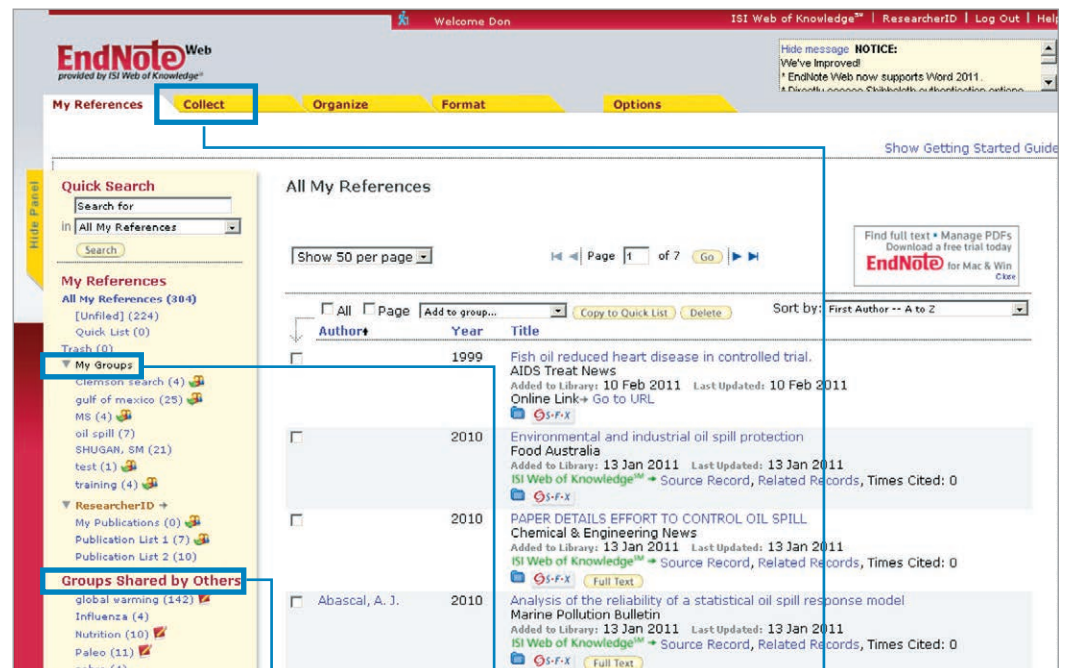 Welcome Don
ISI Web of Knowledge℠ | ResearcherID | Log Out | Help
EndNote Web
provided by ISI Web of Knowledge℠
Hide message NOTICE:
We've Improved!
* EndNote Web now supports Word 2011.
My References
Collect
Organize
Format
Options
Show Getting Started Guide
Hide Panel
Quick Search
Search for
in All My References
Search
My References
All My References (304)
[Unfiled] (224)
Quick List (0)
Trash (0)
▼ My Groups
Clemson search (4)
gulf of mexico (25)
MS (4)
oil spill (7)
SHUGAN, SM (21)
test (1)
training (4)
▼ ResearcherID →
My Publications (0)
Publication List 1 (7)
Publication List 2 (10)
Groups Shared by Others
global warming (142)
Influenza (4)
Nutrition (10)
Paleo (11)
All My References
Show 50 per page
Page 1 of 7 Go
Find full text • Manage PDFs
Download a free trial today
EndNote for Mac & Win
Close
All Page Add to group... Copy to Quick List Delete
Sort by: First Author -- A to Z
Author Year Title
1999 Fish oil reduced heart disease in controlled trial.
AIDS Treat News
Added to Library: 10 Feb 2011 Last Updated: 10 Feb 2011
Online Link→ Go to URL
S·F·X
2010 Environmental and industrial oil spill protection
Food Australia
Added to Library: 13 Jan 2011 Last Updated: 13 Jan 2011
ISI Web of Knowledge℠ → Source Record, Related Records, Times Cited: 0
S·F·X
2010 PAPER DETAILS EFFORT TO CONTROL OIL SPILL
Chemical & Engineering News
Added to Library: 13 Jan 2011 Last Updated: 13 Jan 2011
ISI Web of Knowledge℠ → Source Record, Related Records, Times Cited: 0
S·F·X Full Text
Abascal, A. J. 2010 Analysis of the reliability of a statistical oil spill response model
Marine Pollution Bulletin
Added to Library: 13 Jan 2011 Last Updated: 13 Jan 2011
ISI Web of Knowledge℠ → Source Record, Related Records, Times Cited: 0
S·F·X Full Text